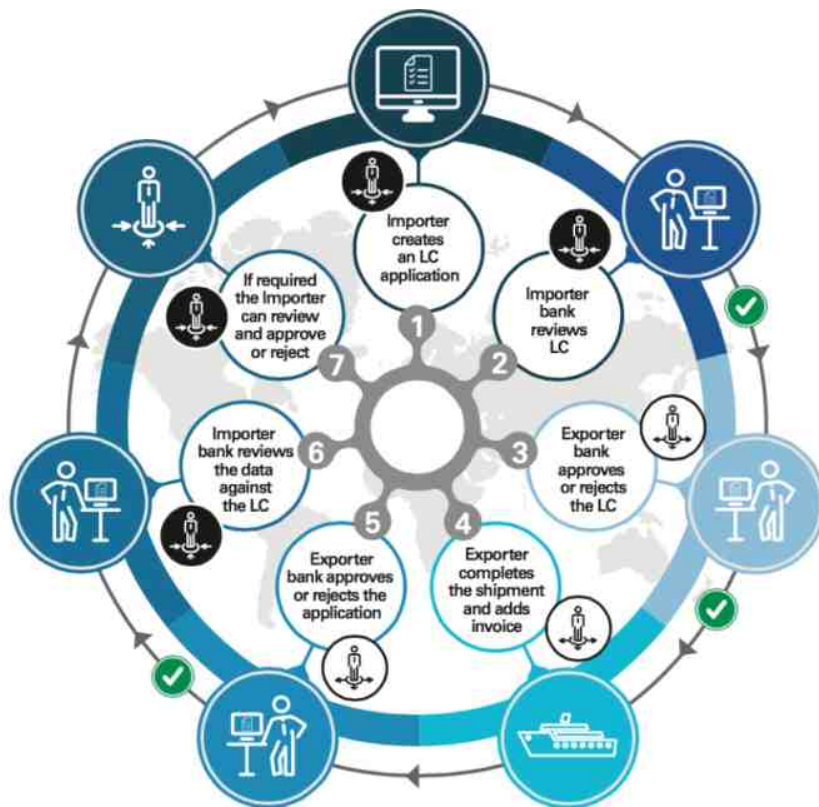 Importer
creates
an LC
application
1
Importer
bank
reviews
LC
2
Exporter
bank
approves
or rejects
the LC
3
Exporter
completes
the shipment
and adds
invoice
4
Exporter
bank approves
or rejects the
application
5
Importer
bank reviews
the data
against
the LC
6
If required
the Importer
can review
and approve
or reject
7